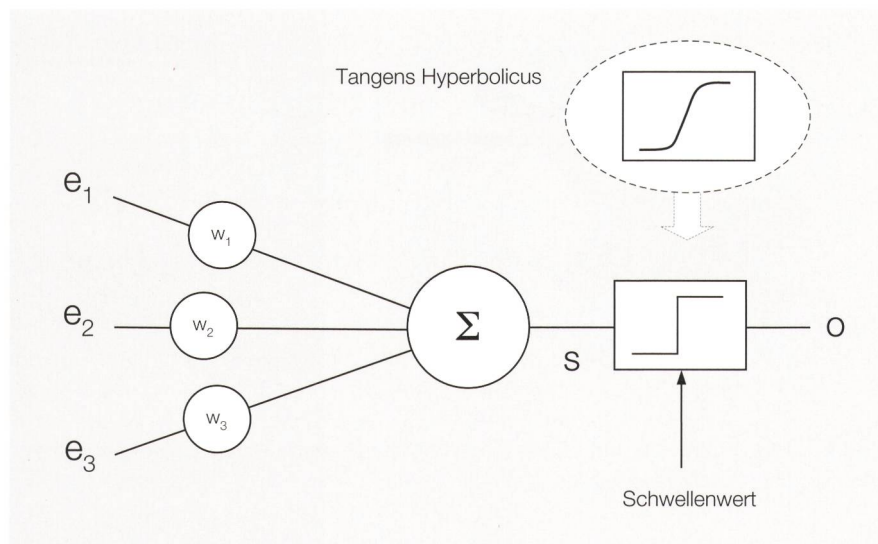 Tangens Hyperbolicus
e₁
w₁
e₂
w₂
Σ
S
O
w₃
e₃
Schwellenwert